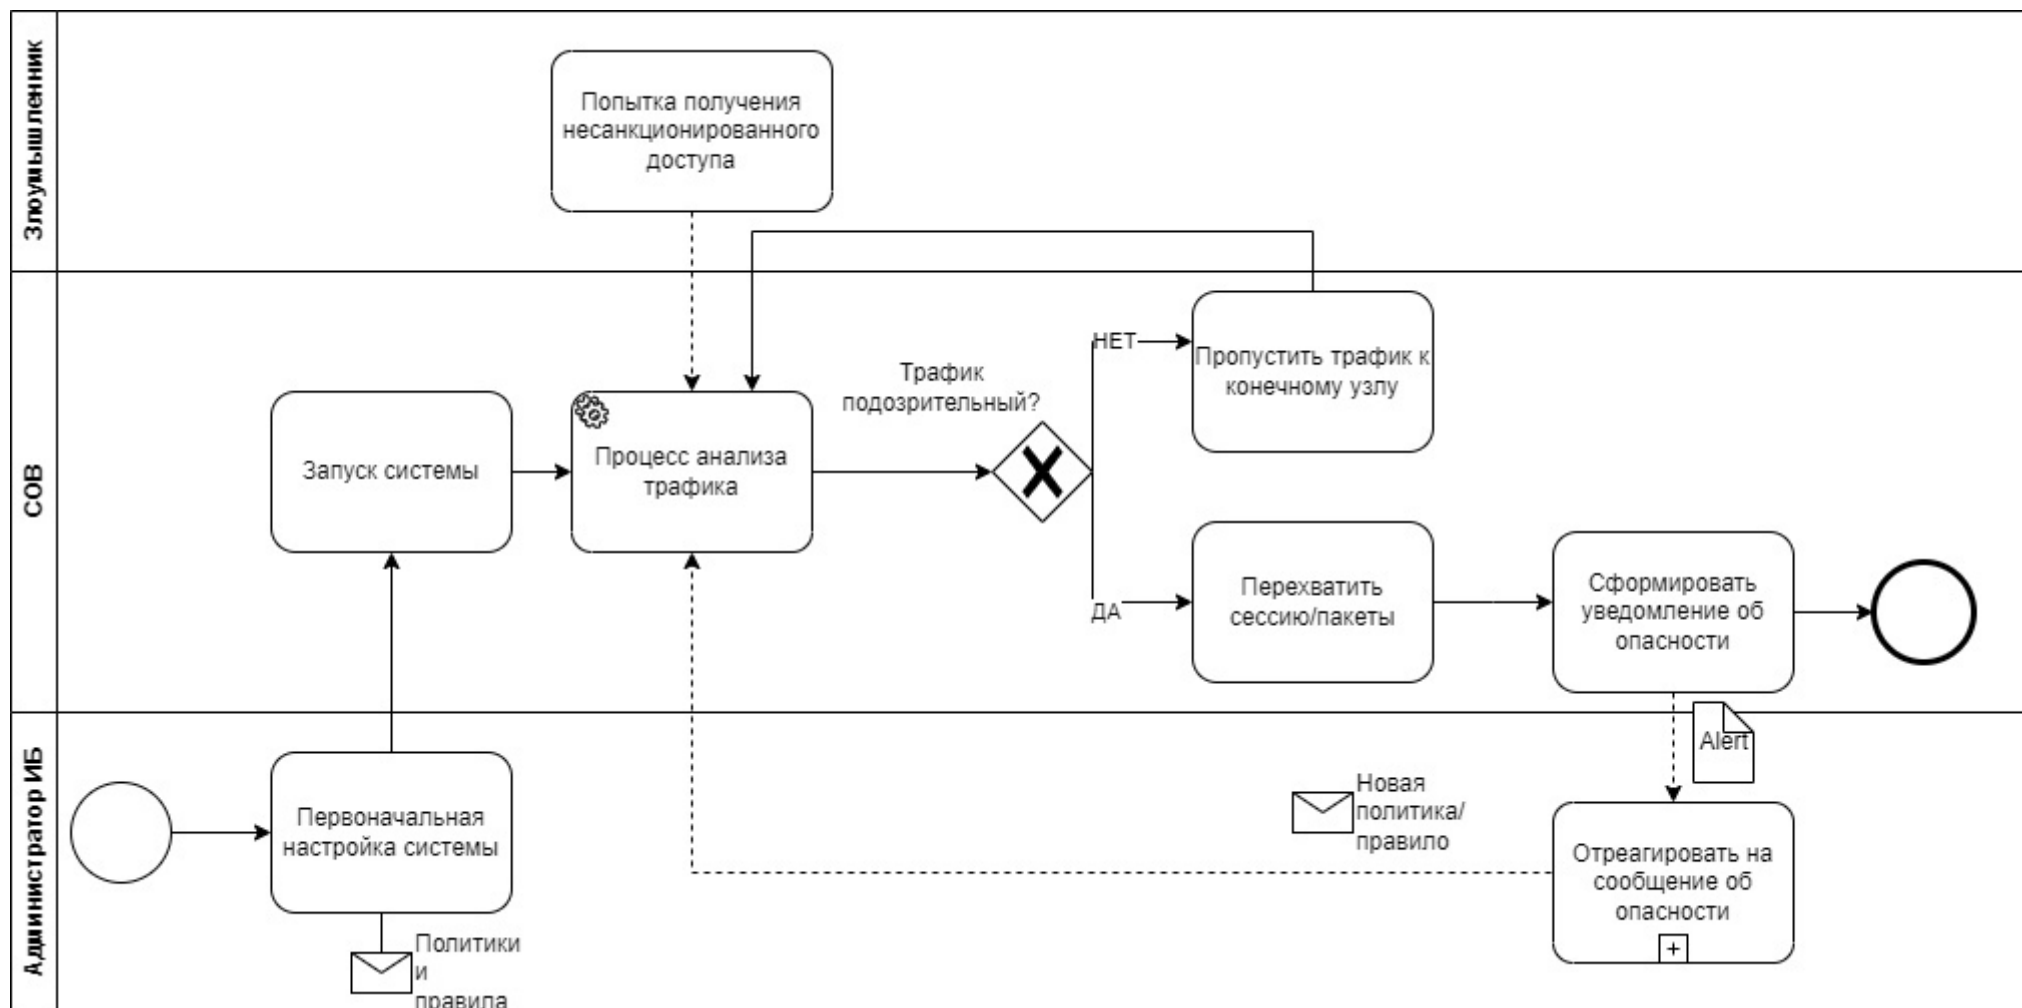 Злоумышленник
Попытка получения
несанкционированного
доступа
СОВ
Запуск системы
Процесс анализа
трафика
Трафик
подозрительный?
НЕТ
Пропустить трафик к
конечному узлу
ДА
Перехватить
сессию/пакеты
Сформировать
уведомление об
опасности
Администратор ИБ
Первоначальная
настройка системы
Политики
и
правила
Новая
политика/
правило
Alert
Отреагировать на
сообщение об
опасности